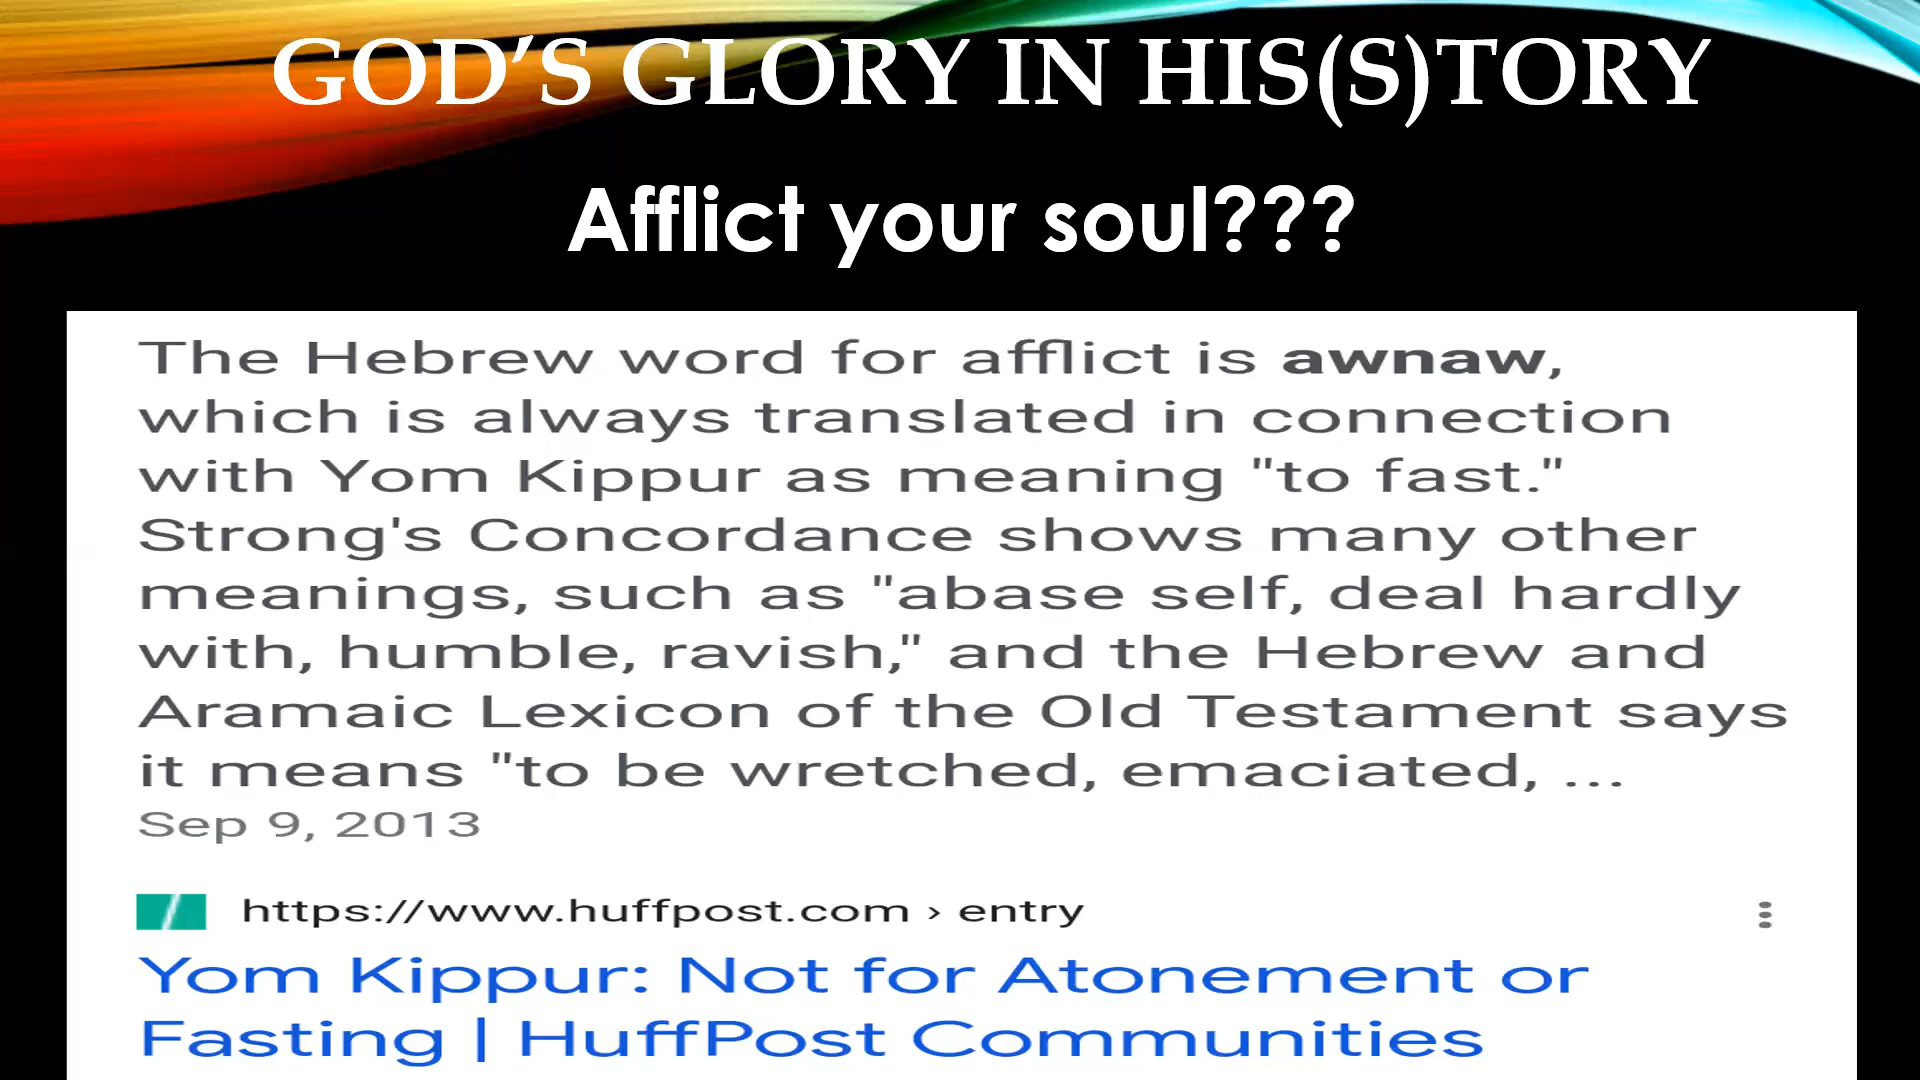 GOD’S GLORY IN HIS(S)TORY
Afflict your soul???
The Hebrew word for afflict is awnaw,
which is always translated in connection
with Yom Kippur as meaning "to fast."
Strong's Concordance shows many other
meanings, such as "abase self, deal hardly
with, humble, ravish," and the Hebrew and
Aramaic Lexicon of the Old Testament says
it means "to be wretched, emaciated, ...
Sep 9, 2013
https://www.huffpost.com › entry
Yom Kippur: Not for Atonement or
Fasting | HuffPost Communities